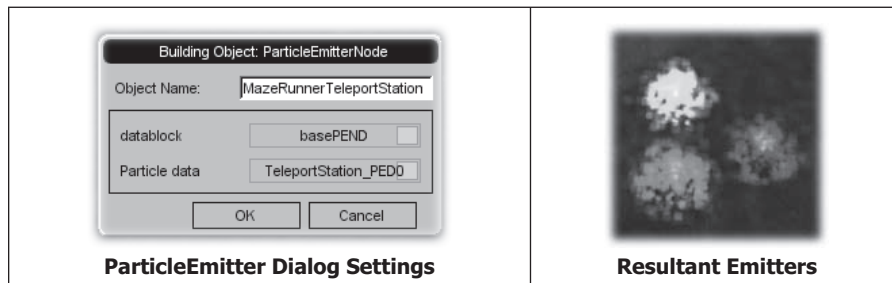 Building Object: ParticleEmitterNode
Object Name: MazeRunnerTeleportStation
datablock basePEND
Particle data TeleportStation_PED0
OK Cancel
ParticleEmitter Dialog Settings
Resultant Emitters